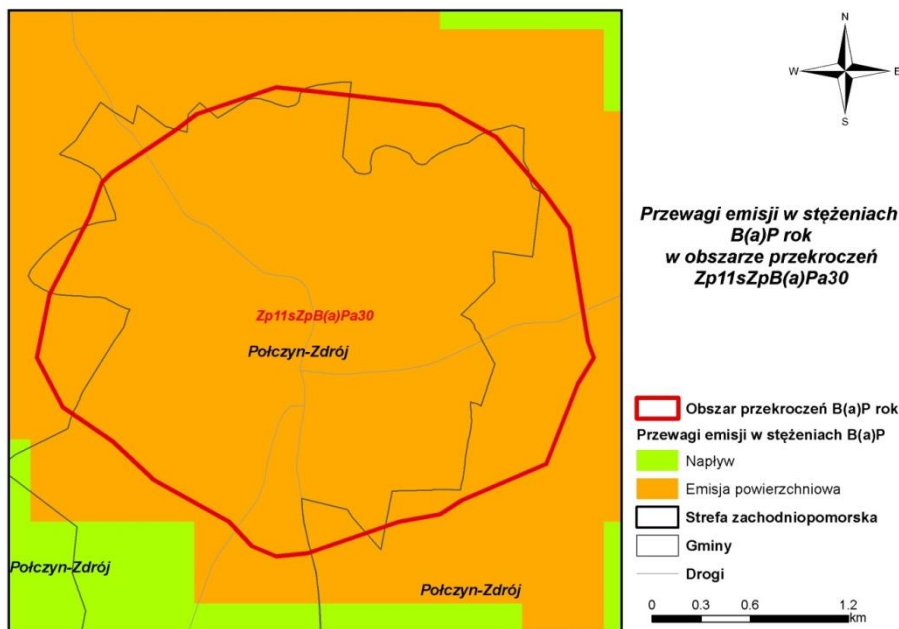 N
W
E
S
Przewagi emisji w stężeniach
B(a)P rok
w obszarze przekroczeń
Zp11sZpB(a)Pa30
Zp11sZpB(a)Pa30
Połczyn-Zdrój
Połczyn-Zdrój
Połczyn-Zdrój
Obszar przekroczeń B(a)P rok
Przewagi emisji w stężeniach B(a)P
Napływ
Emisja powierzchniowa
Strefa zachodniopomorska
Gminy
Drogi
0 0.3 0.6 1.2
km